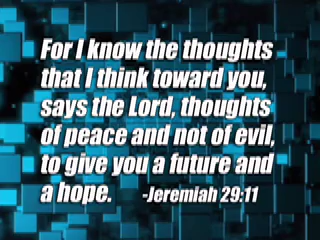 For I know the thoughts
that I think toward you,
says the Lord, thoughts
of peace and not of evil,
to give you a future and
a hope. -Jeremiah 29:11